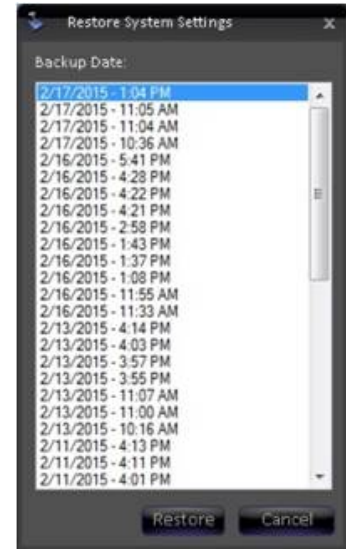 Restore System Settings
x
Backup Date:
2/17/2015 - 1:04 PM
2/17/2015 - 11:05 AM
2/17/2015 - 11:04 AM
2/17/2015 - 10:36 AM
2/16/2015 - 5:41 PM
2/16/2015 - 4:28 PM
2/16/2015 - 4:22 PM
2/16/2015 - 4:21 PM
2/16/2015 - 2:58 PM
2/16/2015 - 1:43 PM
2/16/2015 - 1:37 PM
2/16/2015 - 1:08 PM
2/16/2015 - 11:55 AM
2/16/2015 - 11:33 AM
2/13/2015 - 4:14 PM
2/13/2015 - 4:03 PM
2/13/2015 - 3:57 PM
2/13/2015 - 3:55 PM
2/13/2015 - 11:07 AM
2/13/2015 - 11:00 AM
2/13/2015 - 10:16 AM
2/11/2015 - 4:13 PM
2/11/2015 - 4:11 PM
2/11/2015 - 4:01 PM
Restore Cancel